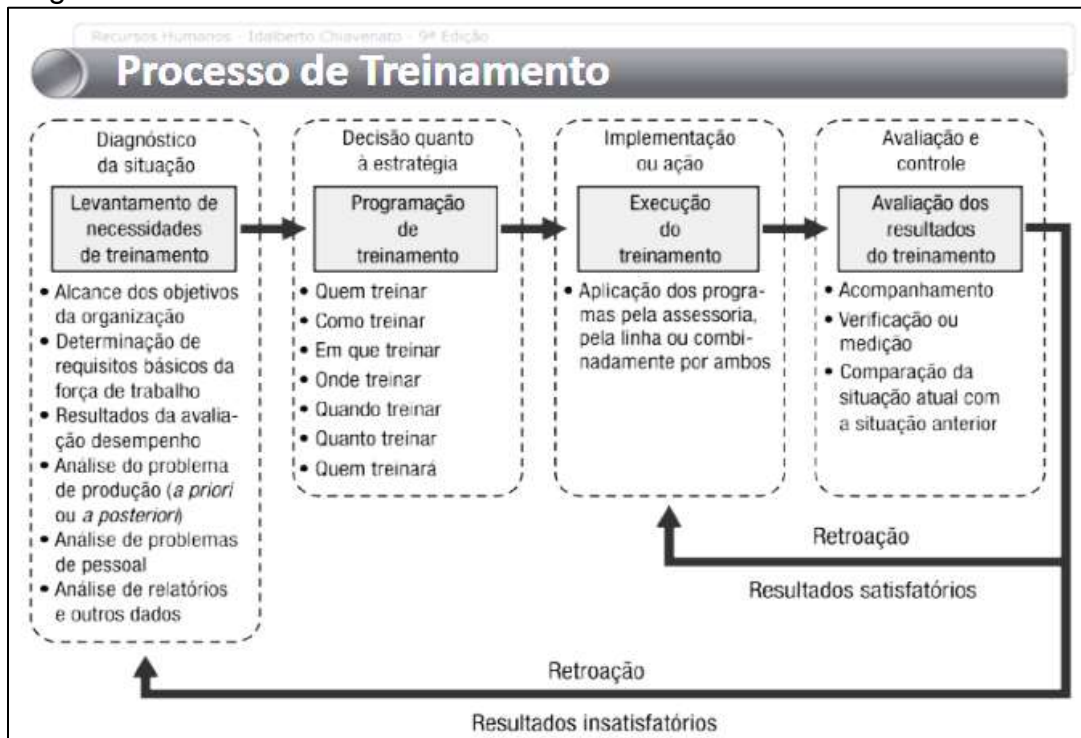 Recursos Humanos - Idalberto Chiavenato - 9ª Edição
Processo de Treinamento
Diagnóstico
da situação
Levantamento de
necessidades
de treinamento
• Alcance dos objetivos
da organização
• Determinação de
requisitos básicos da
força de trabalho
• Resultados da avalia-
ção desempenho
• Análise do problema
de produção (a priori
ou a posteriori)
• Análise de problemas
de pessoal
• Análise de relatórios
e outros dados
Decisão quanto
à estratégia
Programação
de
treinamento
• Quem treinar
• Como treinar
• Em que treinar
• Onde treinar
• Quando treinar
• Quanto treinar
• Quem treinará
Implementação
ou ação
Execução
do
treinamento
• Aplicação dos progra-
mas pela assessoria,
pela linha ou combi-
nadamente por ambos
Avaliação e
controle
Avaliação dos
resultados
do treinamento
• Acompanhamento
• Verificação ou
medição
• Comparação da
situação atual com
a situação anterior
Retroação
Resultados satisfatórios
Retroação
Resultados insatisfatórios